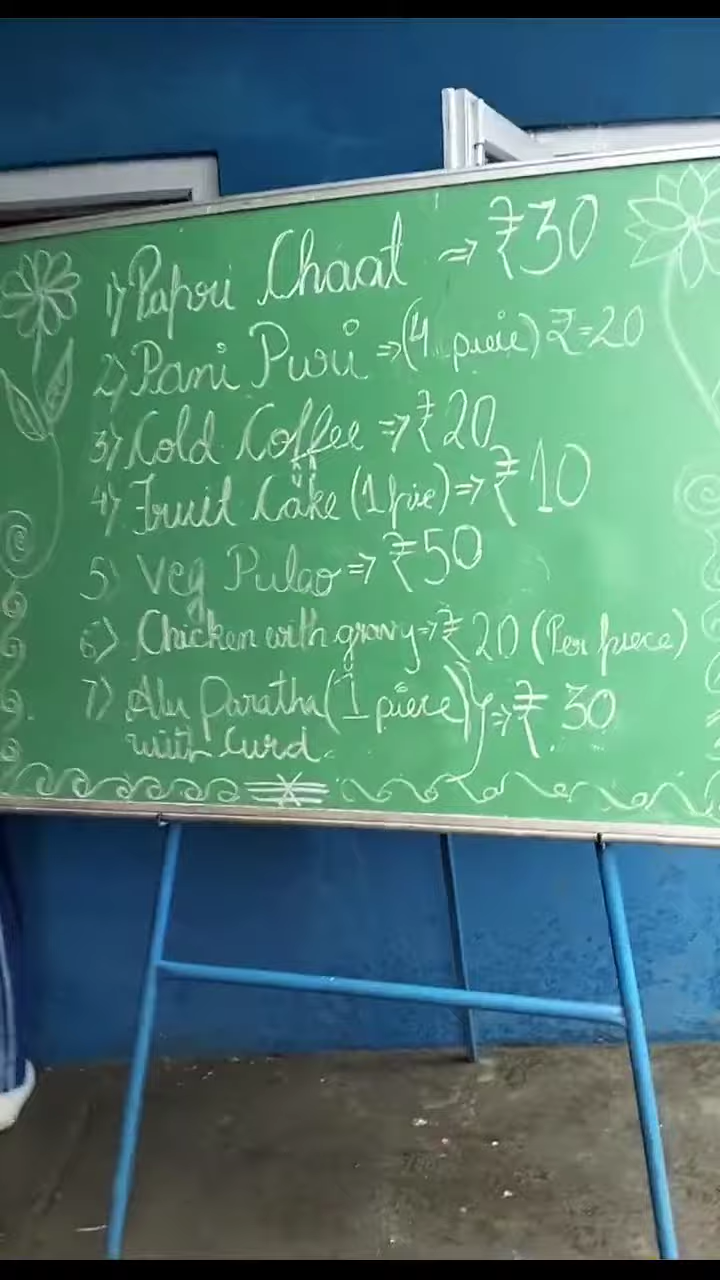 1) Papri Chaat ⇒ ₹30
2) Pani Puri ⇒ (4 pieie) ₹=20
3) Cold Coffee ⇒ ₹20
4) Fruit Cake (1 pie) ⇒ ₹10
5) Veg Pulao ⇒ ₹50
6) Chicken with gravy ⇒ ₹20 (Per piece)
7) Alu Paratha (1 piece) ⇒ ₹30
with Curd